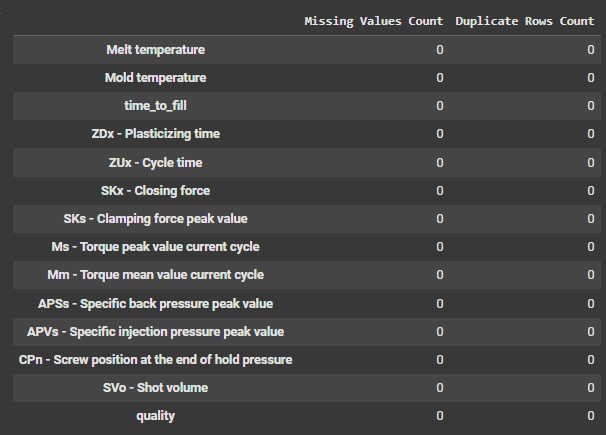 Missing Values Count Duplicate Rows Count
Melt temperature 0 0
Mold temperature 0 0
time_to_fill 0 0
ZDx - Plasticizing time 0 0
ZUx - Cycle time 0 0
SKx - Closing force 0 0
SKs - Clamping force peak value 0 0
Ms - Torque peak value current cycle 0 0
Mm - Torque mean value current cycle 0 0
APSs - Specific back pressure peak value 0 0
APVs - Specific injection pressure peak value 0 0
CPn - Screw position at the end of hold pressure 0 0
SVo - Shot volume 0 0
quality 0 0